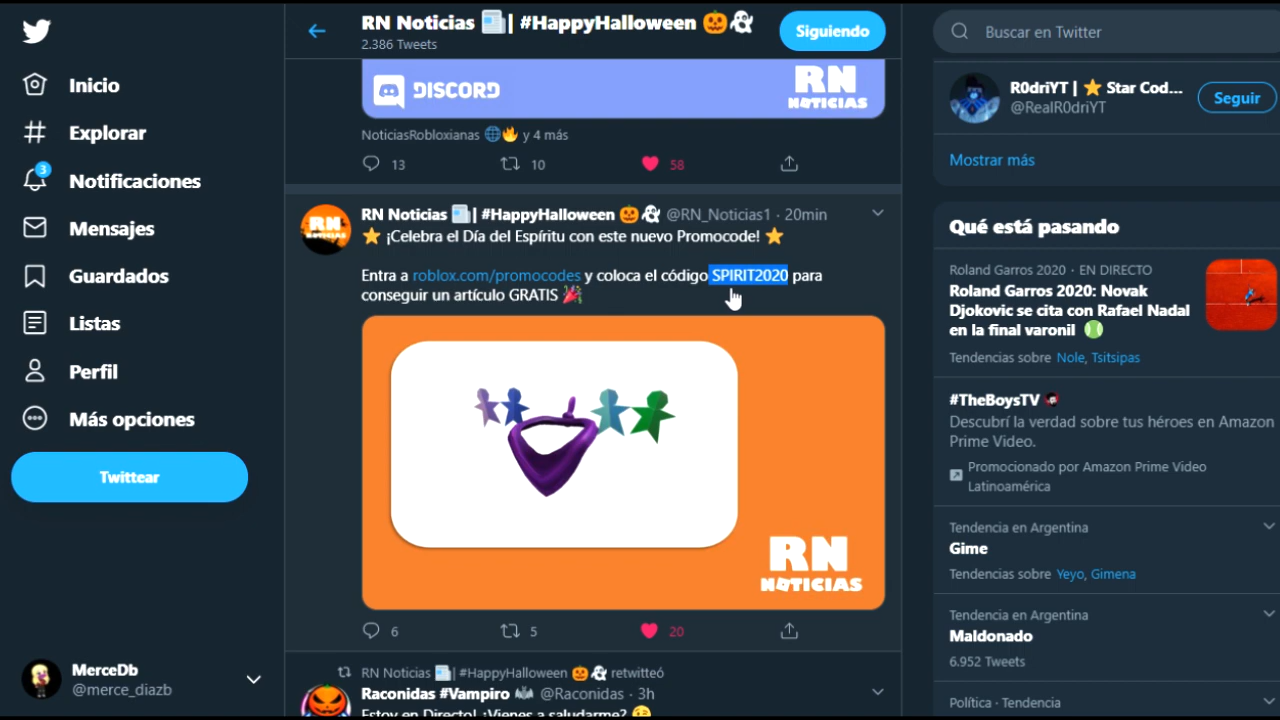 Inicio
Explorar
3
Notificaciones
Mensajes
Guardados
Listas
Perfil
Más opciones
Twittear
MerceDb
@merce_diazb
RN Noticias 📰| #HappyHalloween 🎃👻
2.386 Tweets
Siguiendo
DISCORD
RN
NOTICIAS
NoticiasRobloxianas 🌐🔥 y 4 más
13 10 58
RN Noticias 📰| #HappyHalloween 🎃👻 @RN_Noticias1 · 20min
⭐ ¡Celebra el Día del Espíritu con este nuevo Promocode! ⭐
Entra a roblox.com/promocodes y coloca el código SPIRIT2020 para
conseguir un artículo GRATIS 🎉
RN
NOTICIAS
6 5 20
RN Noticias 📰| #HappyHalloween 🎃👻 retwitteó
Raconidas #Vampiro 🦇 @Raconidas · 3h
Estoy en Directo! ¿Vienes a saludarme? 😉
Buscar en Twitter
R0driYT | ⭐ Star Cod...
@RealR0driYT
Seguir
Mostrar más
Qué está pasando
Roland Garros 2020 · EN DIRECTO
Roland Garros 2020: Novak
Djokovic se cita con Rafael Nadal
en la final varonil 🎾
Tendencias sobre Nole, Tsitsipas
#TheBoysTV
Descubrí la verdad sobre tus héroes en Amazon
Prime Video.
Promocionado por Amazon Prime Video
Latinoamérica
Tendencia en Argentina
Gime
Tendencias sobre Yeyo, Gimena
Tendencia en Argentina
Maldonado
6.952 Tweets
Política · Tendencia